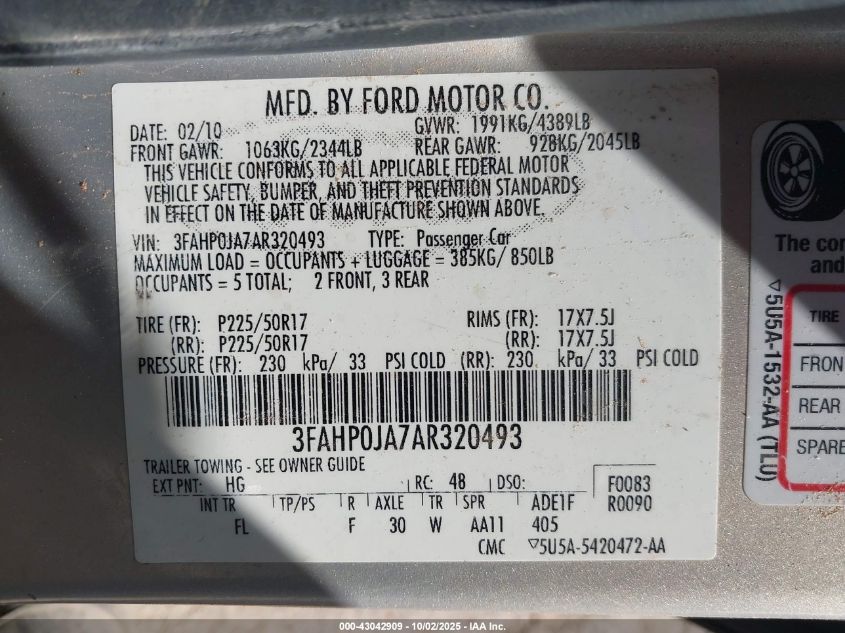 MFD. BY FORD MOTOR CO.
DATE: 02/10 GVWR: 1991KG/4389LB
FRONT GAWR: 1063KG/2344LB REAR GAWR: 928KG/2045LB
THIS VEHICLE CONFORMS TO ALL APPLICABLE FEDERAL MOTOR
VEHICLE SAFETY, BUMPER, AND THEFT PREVENTION STANDARDS
IN EFFECT ON THE DATE OF MANUFACTURE SHOWN ABOVE.
VIN: 3FAHP0JA7AR320493 TYPE: Passenger Car
MAXIMUM LOAD = OCCUPANTS + LUGGAGE = 385KG/ 850LB
OCCUPANTS = 5 TOTAL; 2 FRONT, 3 REAR
TIRE (FR): P225/50R17 RIMS (FR): 17X7.5J
(RR): P225/50R17 (RR): 17X7.5J
PRESSURE (FR): 230 kPa/ 33 PSI COLD (RR): 230 kPa/ 33 PSI COLD
3FAHP0JA7AR320493
TRAILER TOWING - SEE OWNER GUIDE
EXT PNT: HG RC: 48 DSO: F0083
INT TR TP/PS R AXLE TR SPR ADE1F R0090
FL F 30 W AA11 405
CMC ▽5U5A-5420472-AA
The con
and
▽5U5A-1532-AA (TLU)
TIRE
FRON
REAR
SPARE
000-43042909 - 10/02/2025 - IAA Inc.